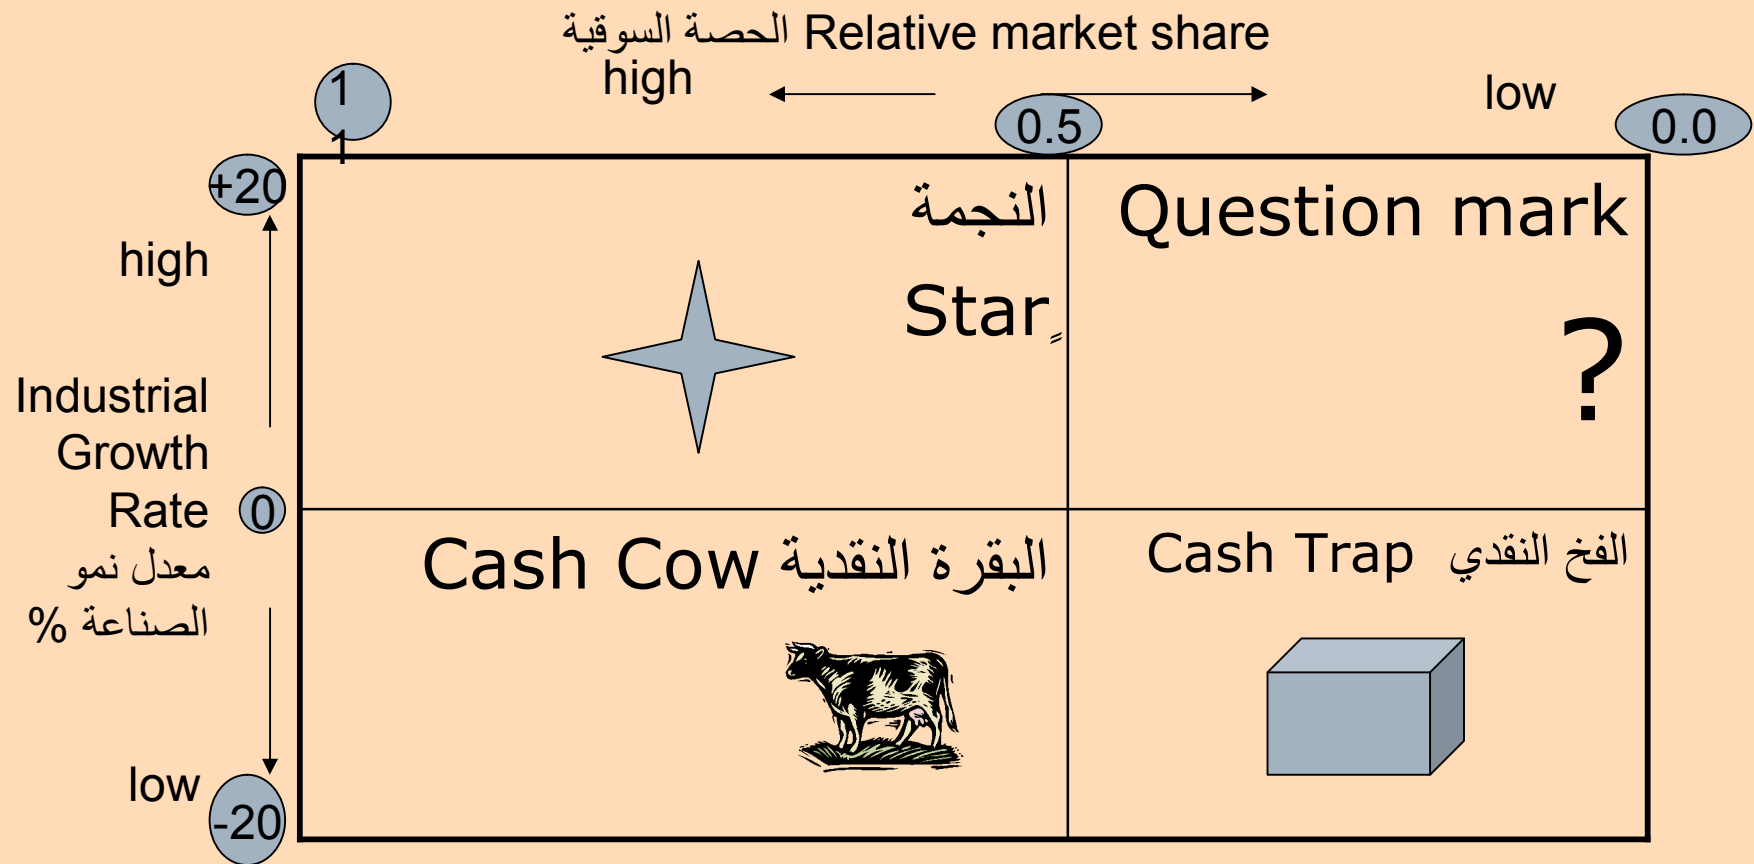 الحصة السوقية Relative market share
high
low
1
1
0.5
0.0
+20
high
Industrial
Growth
Rate
معدل نمو
الصناعة %
0
low
-20
النجمة
Star
Question mark
?
البقرة النقدية Cash Cow
الفخ النقدي Cash Trap